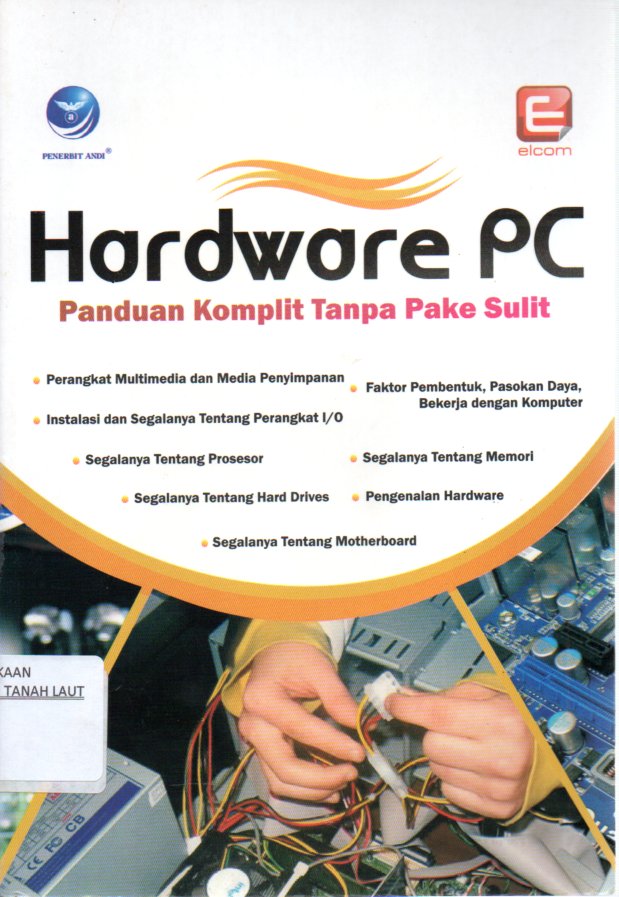 PENERBIT ANDI®
elcom
Hardware PC
Panduan Komplit Tanpa Pake Sulit
Perangkat Multimedia dan Media Penyimpanan
Faktor Pembentuk, Pasokan Daya,
Bekerja dengan Komputer
Instalasi dan Segalanya Tentang Perangkat I/O
Segalanya Tentang Prosesor
Segalanya Tentang Memori
Segalanya Tentang Hard Drives
Pengenalan Hardware
Segalanya Tentang Motherboard
KAAN
TANAH LAUT